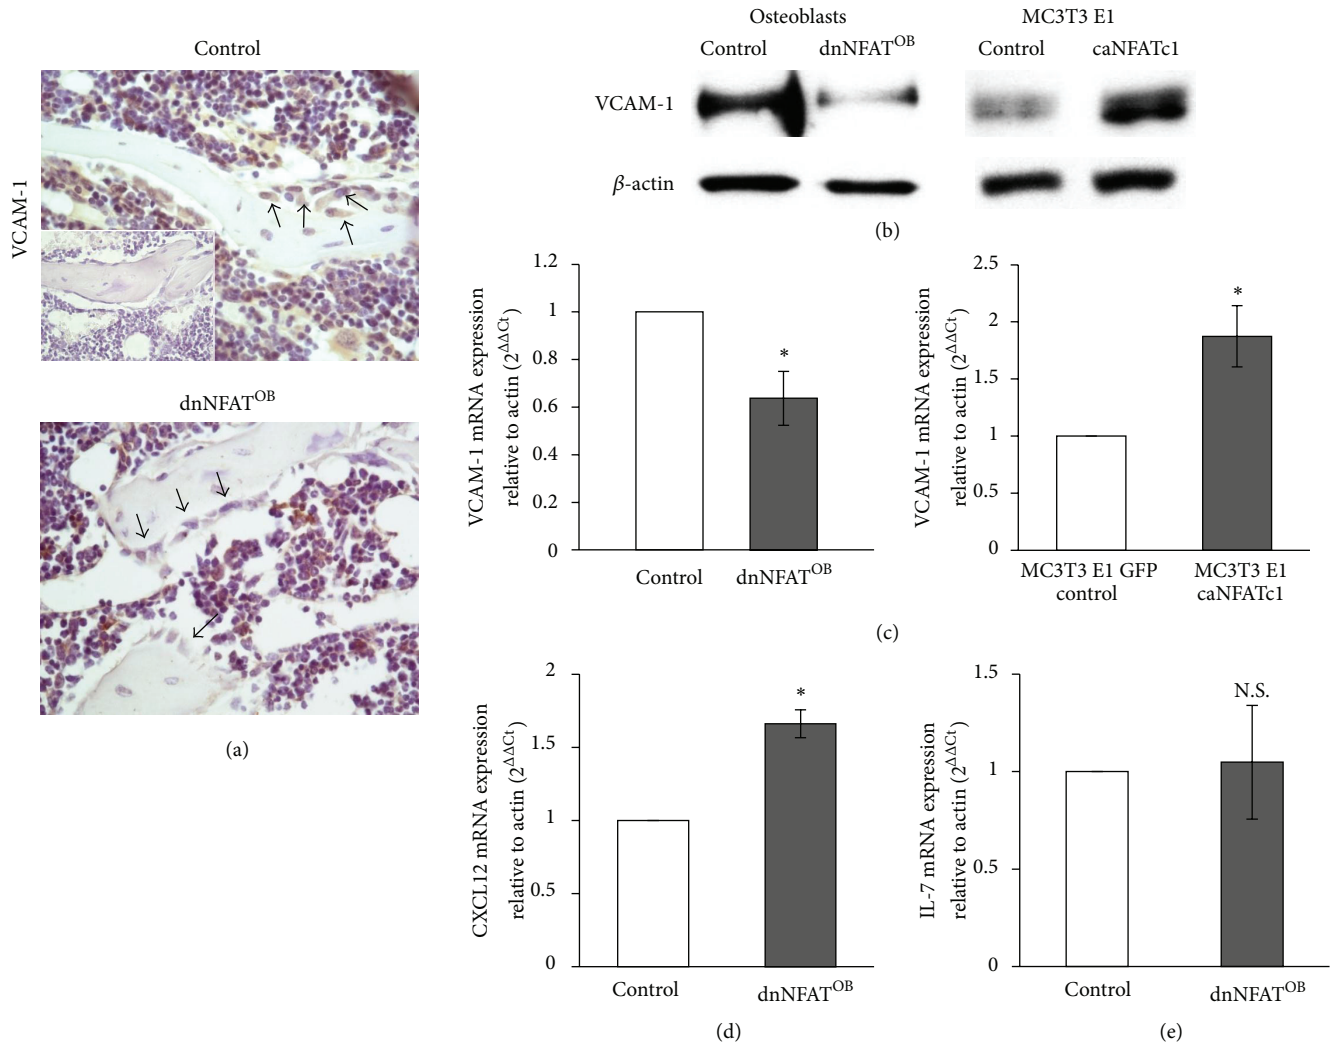 Control
VCAM-1
dnNFAT^OB
(a)
Osteoblasts
MC3T3 E1
Control
dnNFAT^OB
Control
caNFATc1
VCAM-1
β-actin
(b)
VCAM-1 mRNA expression
relative to actin (2^ΔΔCt)
1.2
1
0.8
0.6
0.4
0.2
0
*
Control
dnNFAT^OB
VCAM-1 mRNA expression
relative to actin (2^ΔΔCt)
2.5
2
1.5
1
0.5
0
*
MC3T3 E1 GFP
control
MC3T3 E1
caNFATc1
(c)
CXCL12 mRNA expression
relative to actin (2^ΔΔCt)
2
1.5
1
0.5
0
*
Control
dnNFAT^OB
(d)
IL-7 mRNA expression
relative to actin (2^ΔΔCt)
1.5
1
0.5
0
N.S.
Control
dnNFAT^OB
(e)